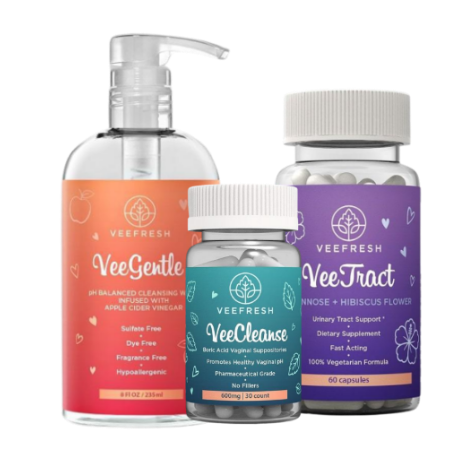 VEEFRESH
VeeGentle
BALANCED CLEANSING
INFUSED WITH
APPLE CIDER VINEGAR
Sulfate Free
Dye Free
Fragrance Free
Hypoallergenic
VEEFRESH
VeeCleanse
Boric Acid Vaginal Suppositories
Promotes Healthy Vaginal pH
Pharmaceutical Grade
No Fillers
600mg | 30 count
VEEFRESH
VeeTract
NNOSE + HIBISCUS FLOWER
Urinary Tract Support*
Dietary Supplement
Fast Acting
100% Vegetarian Formula
60 capsules